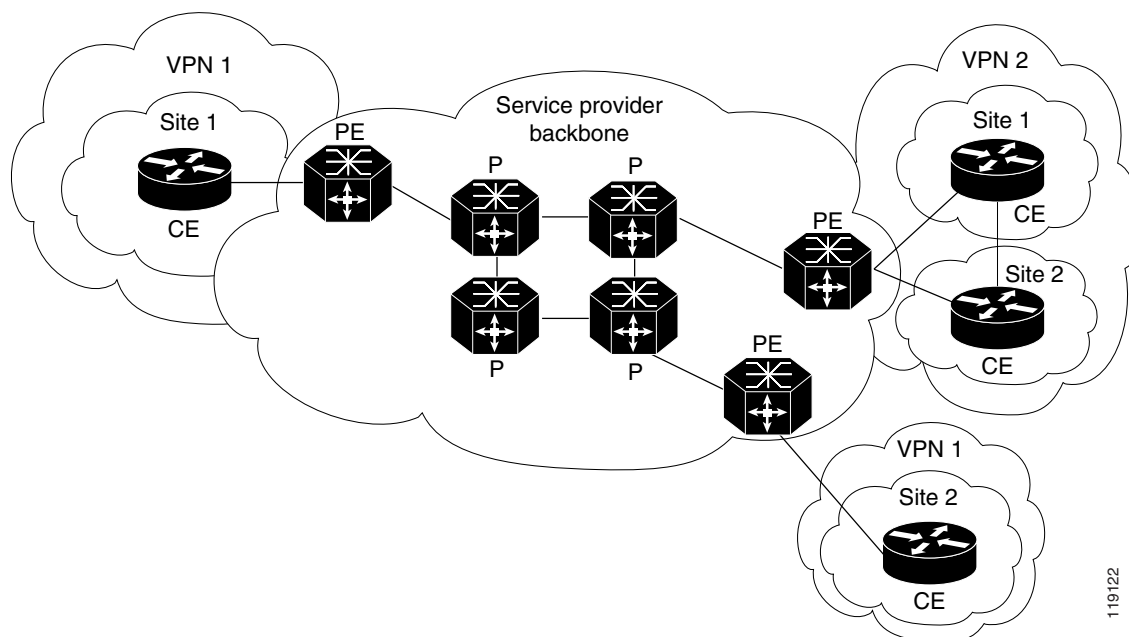 VPN 1
Site 1
CE
PE
Service provider
backbone
P
P
P
P
PE
PE
VPN 2
Site 1
CE
Site 2
CE
VPN 1
Site 2
CE
119122